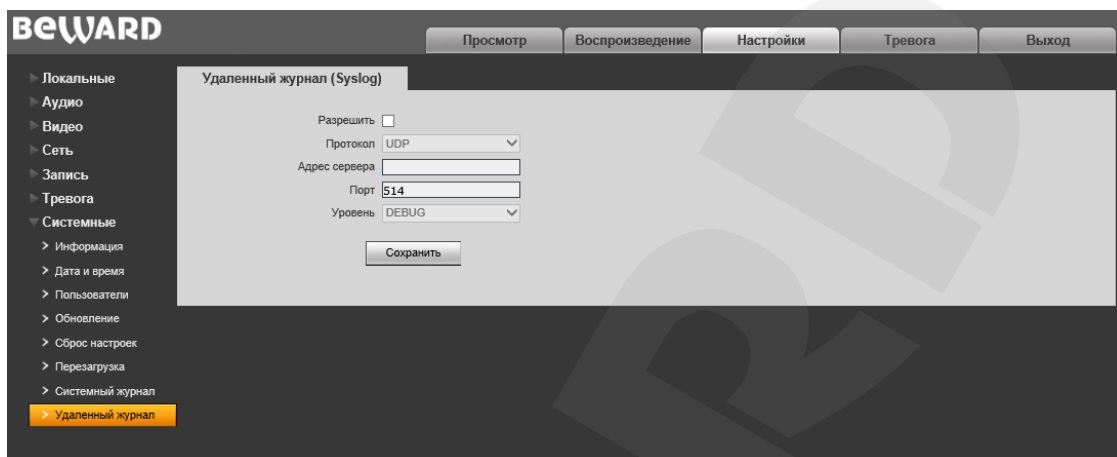 BEWARD
Просмотр Воспроизведение Настройки Тревога Выход
Локальные
Аудио
Видео
Сеть
Запись
Тревога
Системные
Информация
Дата и время
Пользователи
Обновление
Сброс настроек
Перезагрузка
Системный журнал
Удаленный журнал
Удаленный журнал (Syslog)
Разрешить
Протокол UDP
Адрес сервера
Порт 514
Уровень DEBUG
Сохранить
RD